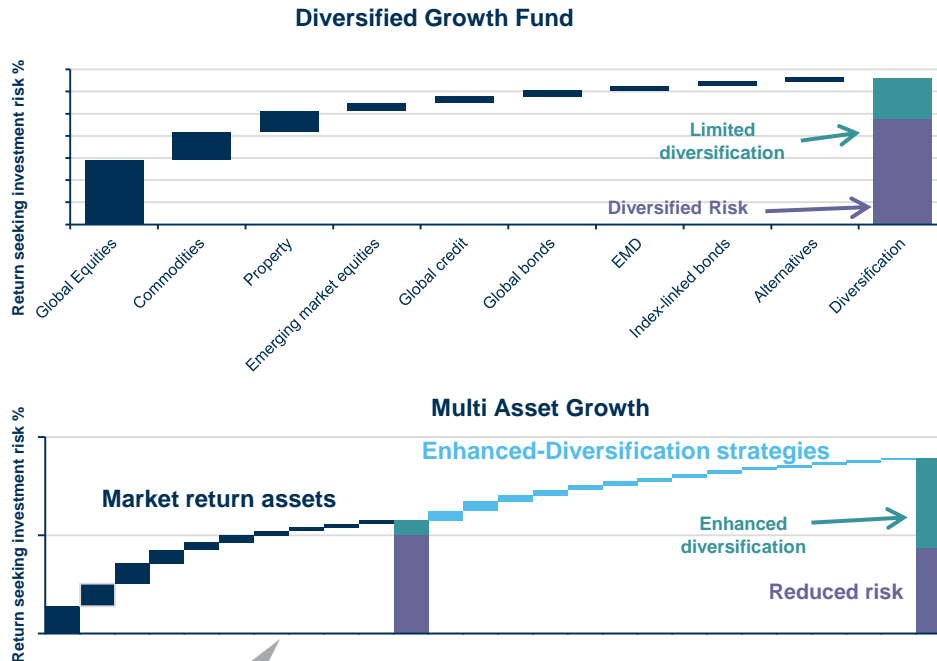 Diversified Growth Fund
Return seeking investment risk %
Limited
diversification
Diversified Risk
Global Equities
Commodities
Property
Emerging market equities
Global credit
Global bonds
EMD
Index-linked bonds
Alternatives
Diversification
Multi Asset Growth
Return seeking investment risk %
Enhanced-Diversification strategies
Market return assets
Enhanced
diversification
Reduced risk